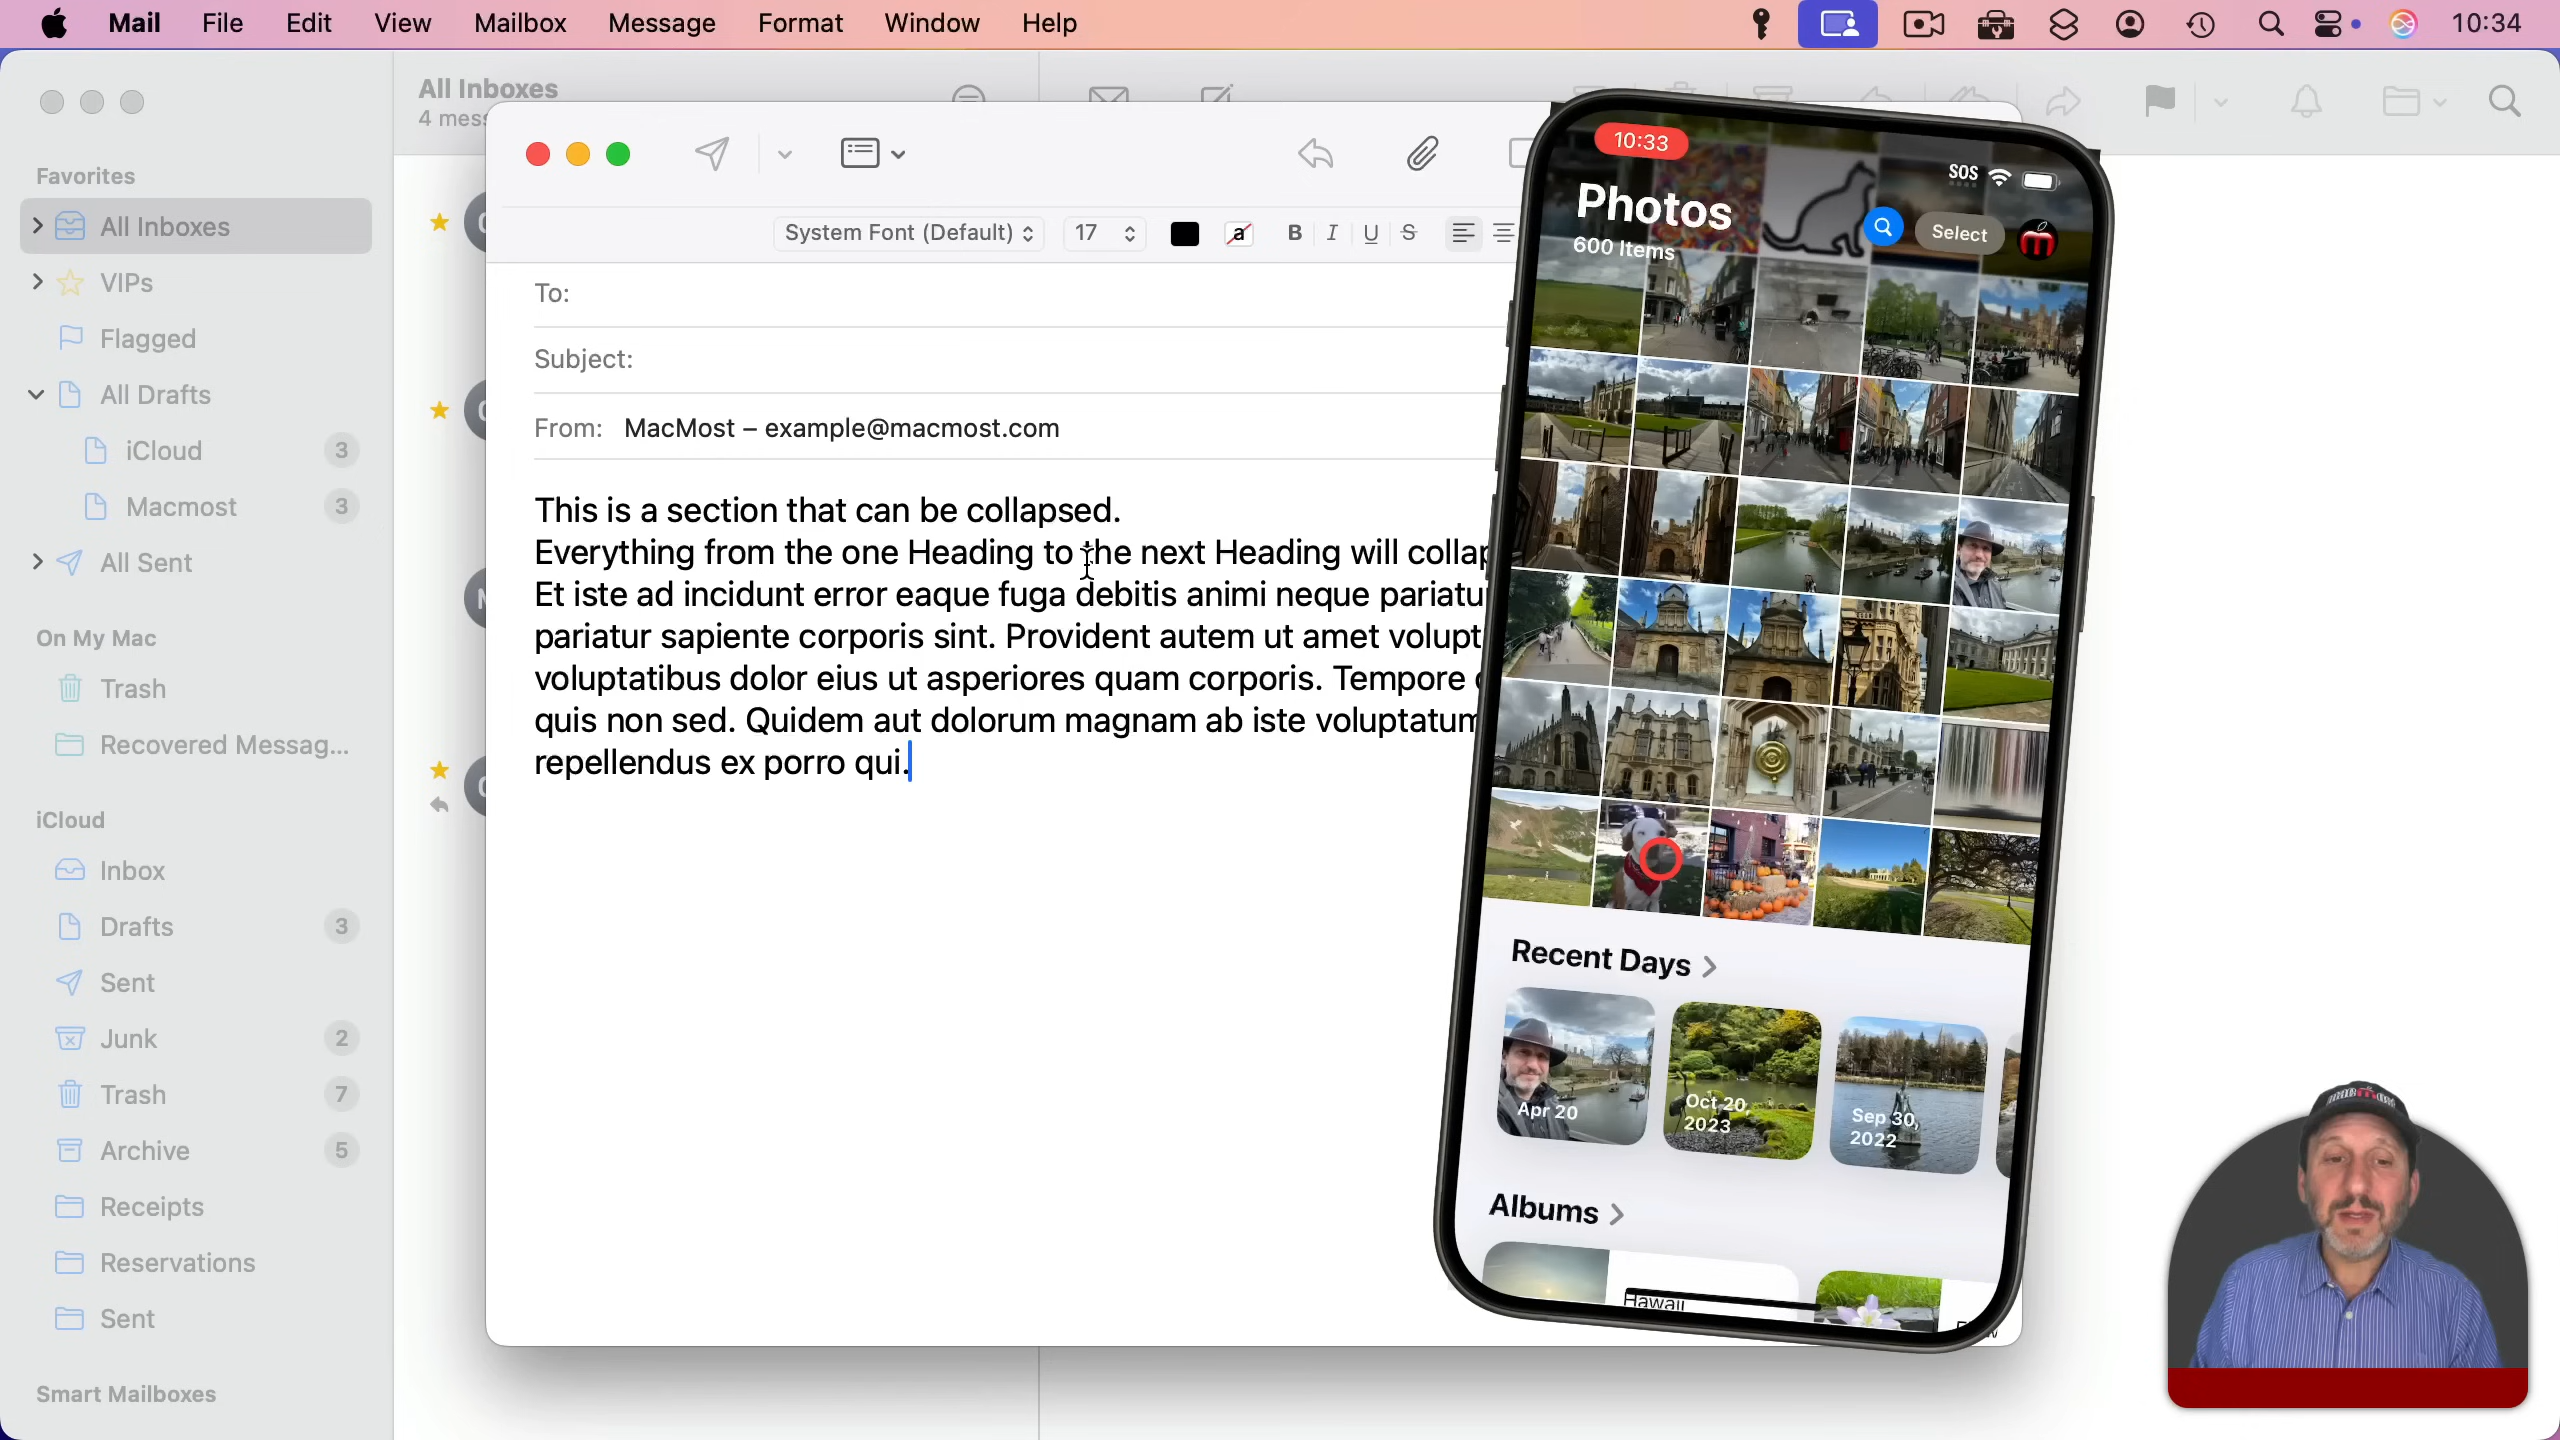 Mail File Edit View Mailbox Message Format Window Help 10:34
All Inboxes
4 mess
Favorites
All Inboxes
VIPs
Flagged
All Drafts
iCloud 3
Macmost 3
All Sent
On My Mac
Trash
Recovered Messag...
iCloud
Inbox
Drafts 3
Sent
Junk 2
Trash 7
Archive 5
Receipts
Reservations
Sent
Smart Mailboxes
System Font (Default) 17 a B I U S
To:
Subject:
From: MacMost – example@macmost.com
This is a section that can be collapsed.
Everything from the one Heading to the next Heading will collap
Et iste ad incidunt error eaque fuga debitis animi neque pariatu
pariatur sapiente corporis sint. Provident autem ut amet volupt
voluptatibus dolor eius ut asperiores quam corporis. Tempore
quis non sed. Quidem aut dolorum magnam ab iste voluptatum
repellendus ex porro qui.
10:33 SOS
Photos
600 Items
Select
Recent Days
Apr 20
Oct 20,
2023
Sep 30,
2022
Albums
Hawaii